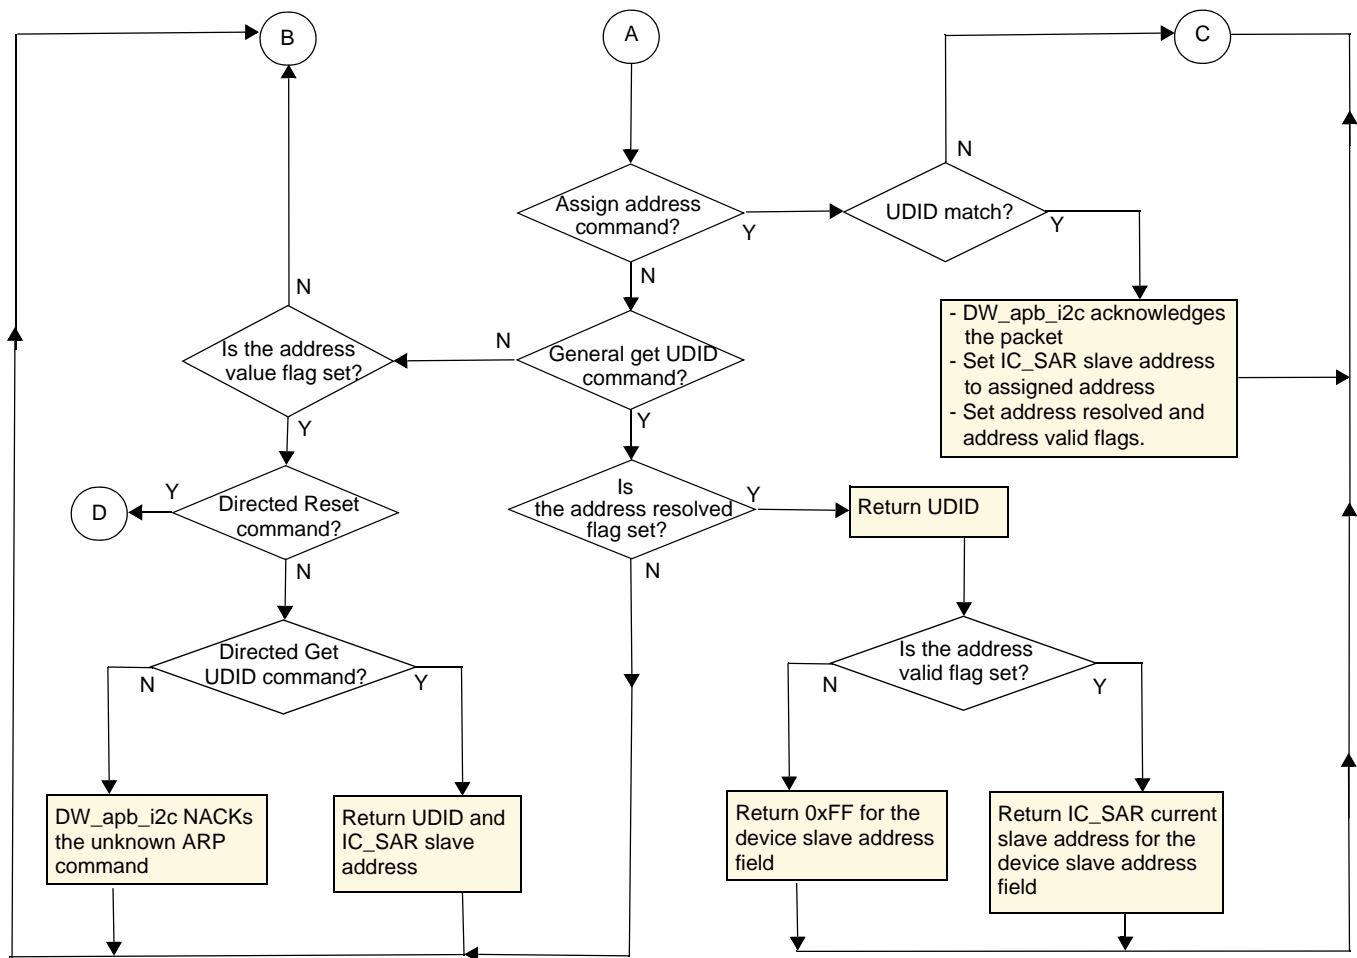 B
A
C
N
Assign address
command?
Y
UDID match?
Y
N
N
- DW_apb_i2c acknowledges
the packet
- Set IC_SAR slave address
to assigned address
- Set address resolved and
address valid flags.
Is the address
value flag set?
N
General get UDID
command?
Y
Y
Y
D
Directed Reset
command?
Is
the address resolved
flag set?
Y
Return UDID
N
N
Directed Get
UDID command?
N
Y
Is the address
valid flag set?
N
Y
DW_apb_i2c NACKs
the unknown ARP
command
Return UDID and
IC_SAR slave
address
Return 0xFF for the
device slave address
field
Return IC_SAR current
slave address for the
device slave address
field